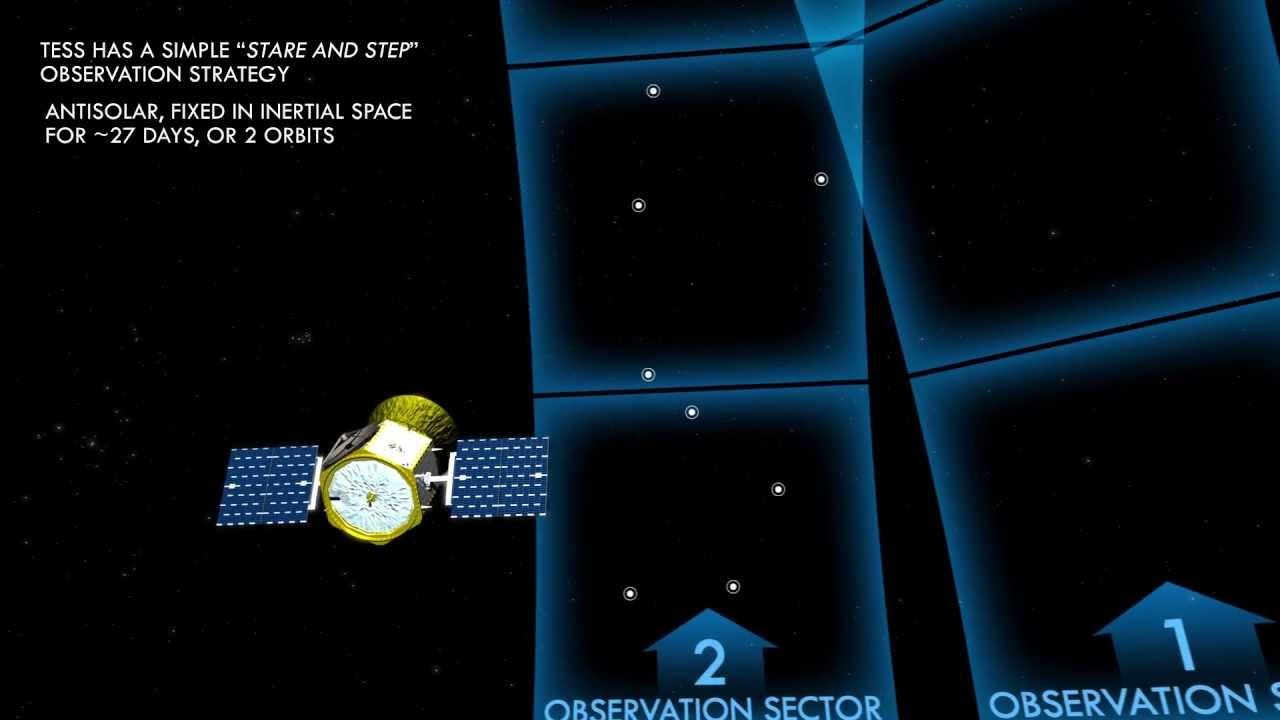 TESS HAS A SIMPLE “STARE AND STEP”
OBSERVATION STRATEGY
ANTISOLAR, FIXED IN INERTIAL SPACE
FOR ~27 DAYS, OR 2 ORBITS
2
OBSERVATION SECTOR
1
OBSERVATION S